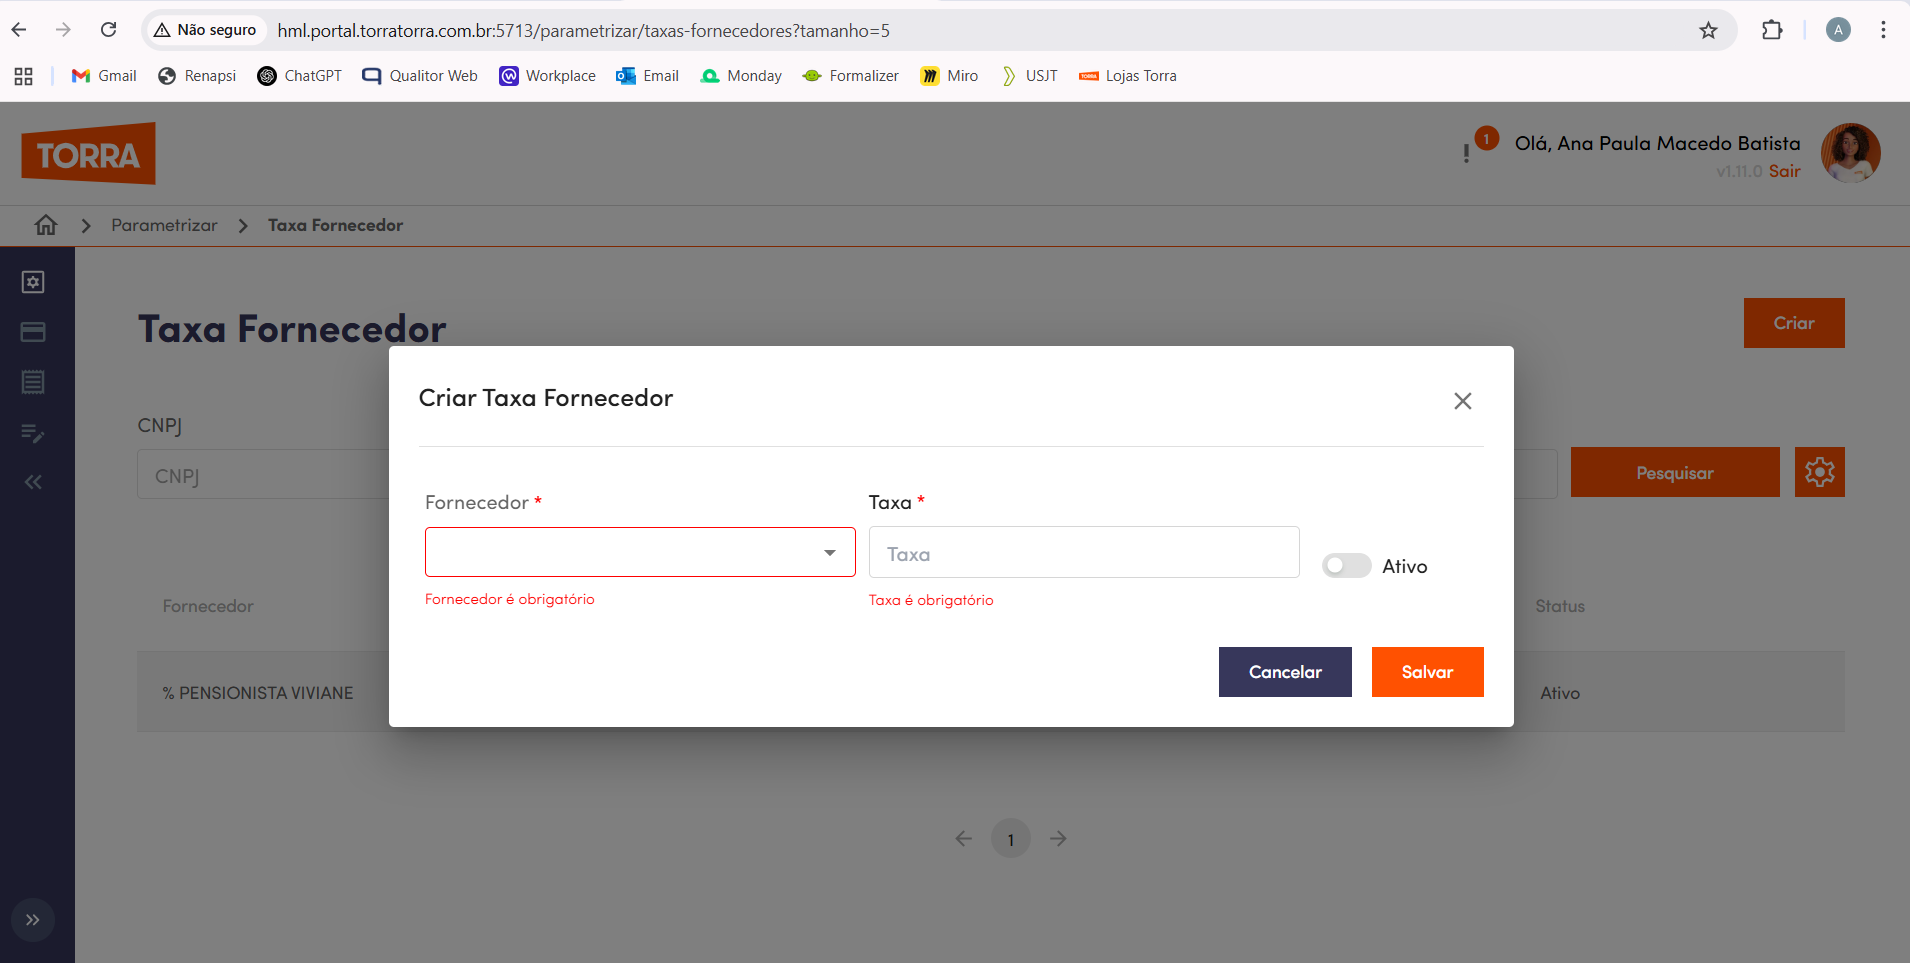 Não seguro hml.portal.torratorra.com.br:5713/parametrizar/taxas-fornecedores?tamanho=5 A
Gmail Renapsi ChatGPT Qualitor Web Workplace Email Monday Formalizer Miro USJT Lojas Torra
TORRA
1
Olá, Ana Paula Macedo Batista
v1.11.0 Sair
Parametrizar Taxa Fornecedor
Taxa Fornecedor
Criar
Criar Taxa Fornecedor
CNPJ
CNPJ
Pesquisar
Fornecedor * Taxa *
Taxa
Ativo
Fornecedor é obrigatório Taxa é obrigatório
Fornecedor Status
Cancelar Salvar
% PENSIONISTA VIVIANE Ativo
1